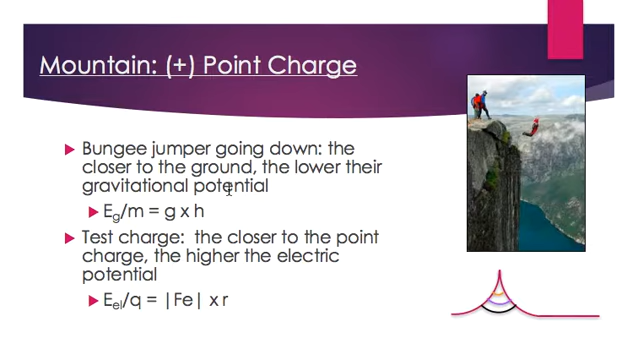 Mountain: (+) Point Charge
Bungee jumper going down: the
closer to the ground, the lower their
gravitational potential
Eg/m = g x h
Test charge: the closer to the point
charge, the higher the electric
potential
Eel/q = |Fe| x r